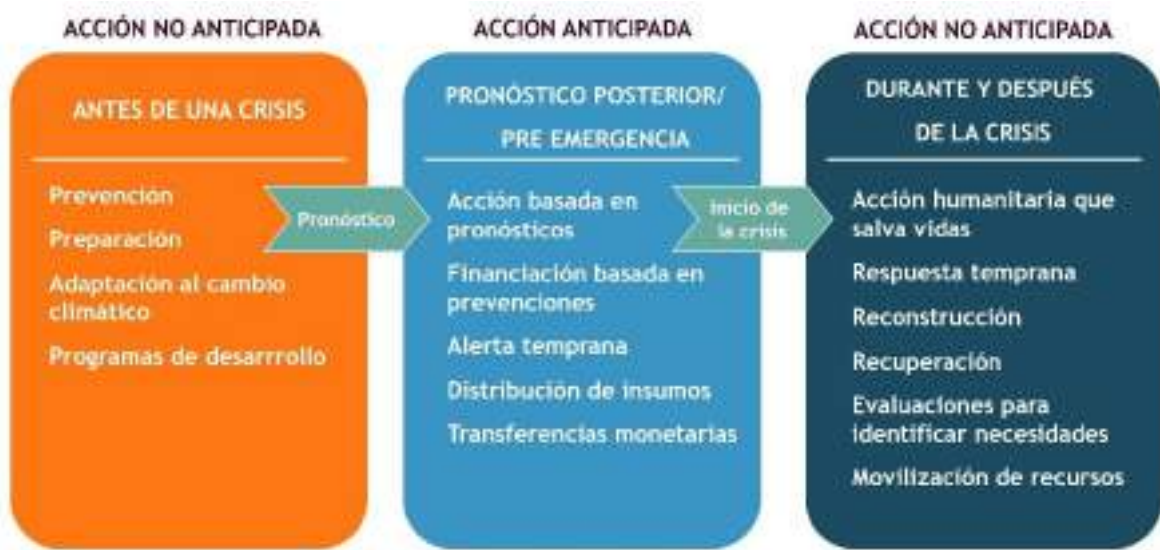 ACCIÓN NO ANTICIPADA
ANTES DE UNA CRISIS
Prevención
Preparación
Adaptación al cambio
climático
Programas de desarrrollo
Pronóstico
ACCIÓN ANTICIPADA
PRONÓSTICO POSTERIOR/
PRE EMERGENCIA
Acción basada en
pronósticos
Financiación basada en
prevenciones
Alerta temprana
Distribución de insumos
Transferencias monetarias
Inicio de
la crisis
ACCIÓN NO ANTICIPADA
DURANTE Y DESPUÉS
DE LA CRISIS
Acción humanitaria que
salva vidas
Respuesta temprana
Reconstrucción
Recuperación
Evaluaciones para
identificar necesidades
Movilización de recursos